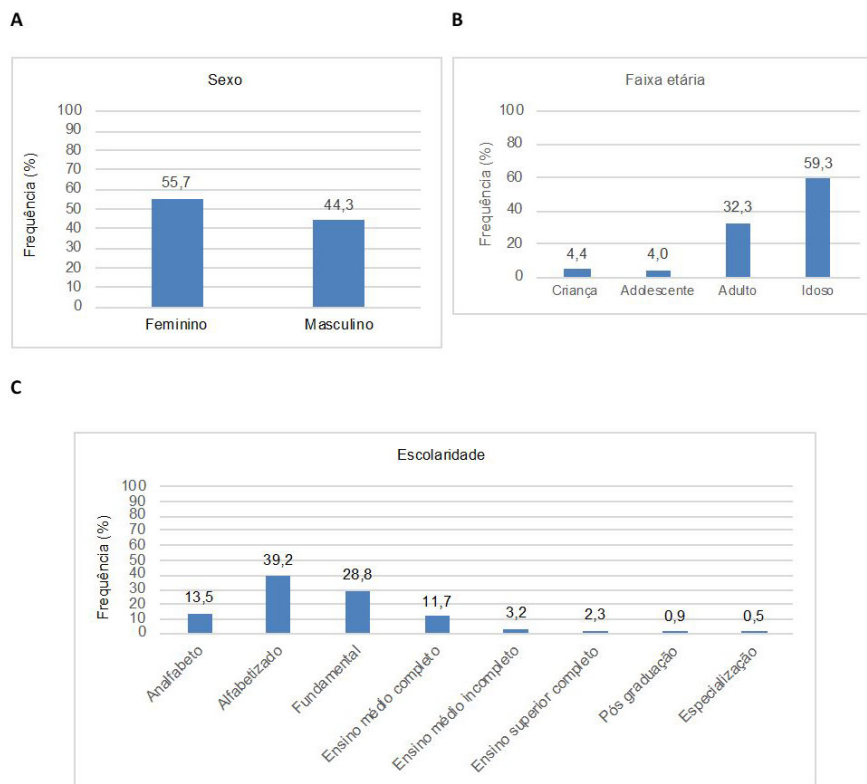 A
Sexo
Frequência (%)
100
90
80
70
60
50
40
30
20
10
0
55,7
44,3
Feminino
Masculino
B
Faixa etária
Frequência (%)
100
80
60
40
20
0
4,4
4,0
32,3
59,3
Criança
Adolescente
Adulto
Idoso
C
Escolaridade
Frequência (%)
100
90
80
70
60
50
40
30
20
10
0
13,5
39,2
28,8
11,7
3,2
2,3
0,9
0,5
Analfabeto
Alfabetizado
Fundamental
Ensino médio completo
Ensino médio incompleto
Ensino superior completo
Pós graduação
Especialização